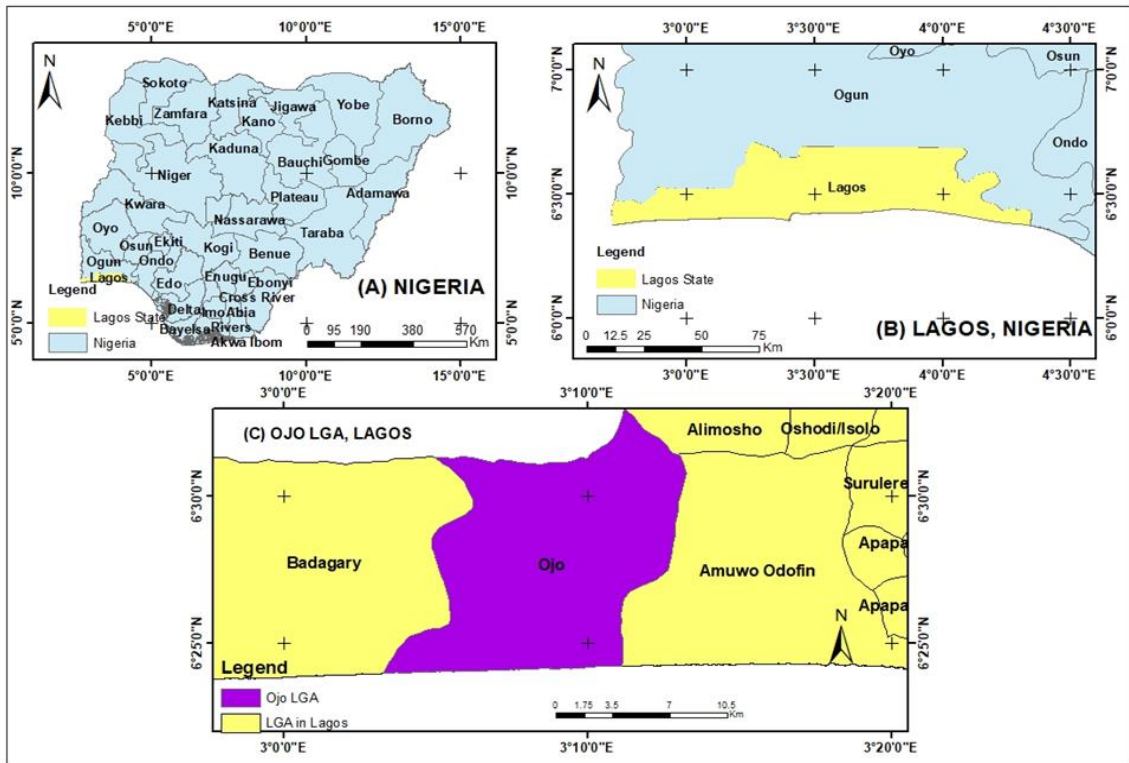 5°0'0"E 10°0'0"E 15°0'0"E
N
Sokoto
Katsina
Zamfara
Jigawa
Yobe
Kebbi
Kano
Borno
Kaduna
Bauchi
Gombe
10°0'0"N
10°0'0"N
Niger
Adamawa
Plateau
Kwara
Nassarawa
Oyo
Taraba
Osun
Ekiti
Kogi
Benue
Ogun
Ondo
Lagos
Edo
Enugu
Ebonyi
(A) NIGERIA
Legend
Cross River
Lagos State
Delta
Imo
Abia
5°0'0"N
5°0'0"N
Nigeria
Bayelsa
Rivers
Akwa Ibom
0 95 190 380 570
Km
5°0'0"E 10°0'0"E 15°0'0"E
3°0'0"E 3°30'0"E 4°0'0"E 4°30'0"E
N
Oyo
Osun
7°0'0"N
7°0'0"N
Ogun
Ondo
Lagos
6°30'0"N
6°30'0"N
Legend
Lagos State
Nigeria
(B) LAGOS, NIGERIA
6°0'0"N
6°0'0"N
0 12.5 25 50 75
Km
3°0'0"E 3°30'0"E 4°0'0"E 4°30'0"E
3°0'0"E 3°10'0"E 3°20'0"E
(C) OJO LGA, LAGOS
Alimosho
Oshodi/Isolo
Surulere
6°30'0"N
6°30'0"N
Apapa
Badagary
Ojo
Amuwo Odofin
Apapa
N
6°25'0"N
6°25'0"N
Legend
Ojo LGA
LGA in Lagos
0 1.75 3.5 7 10.5
Km
3°0'0"E 3°10'0"E 3°20'0"E